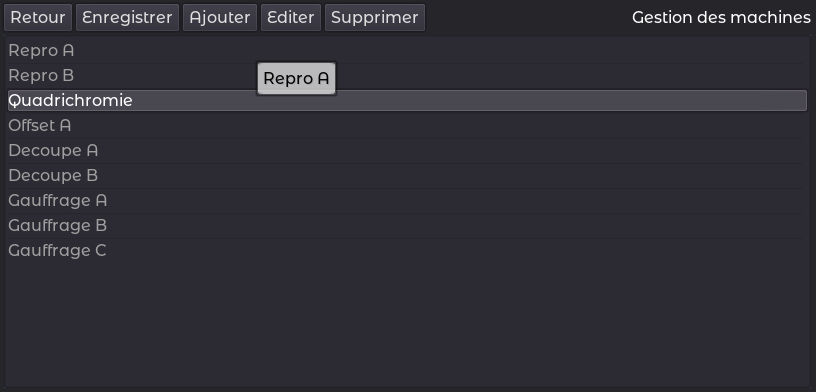 Retour Enregistrer Ajouter Editer Supprimer Gestion des machines
Repro A
Repro B
Repro A
Quadrichromie
Offset A
Decoupe A
Decoupe B
Gauffrage A
Gauffrage B
Gauffrage C